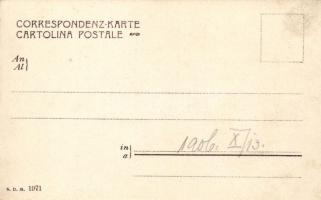 CORRESPONDENZ-KARTE
CARTOLINA POSTALE
An
Al
in
a
1906. X/13.
S. D. M. 1971